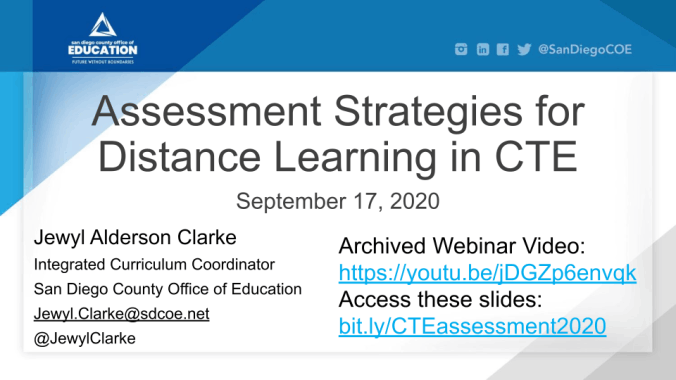 san diego county office of
EDUCATION
FUTURE WITHOUT BOUNDARIES
@SanDiegoCOE
Assessment Strategies for
Distance Learning in CTE
September 17, 2020
Jewyl Alderson Clarke
Integrated Curriculum Coordinator
San Diego County Office of Education
Jewyl.Clarke@sdcoe.net
@JewylClarke
Archived Webinar Video:
https://youtu.be/jDGZp6envqk
Access these slides:
bit.ly/CTEassessment2020